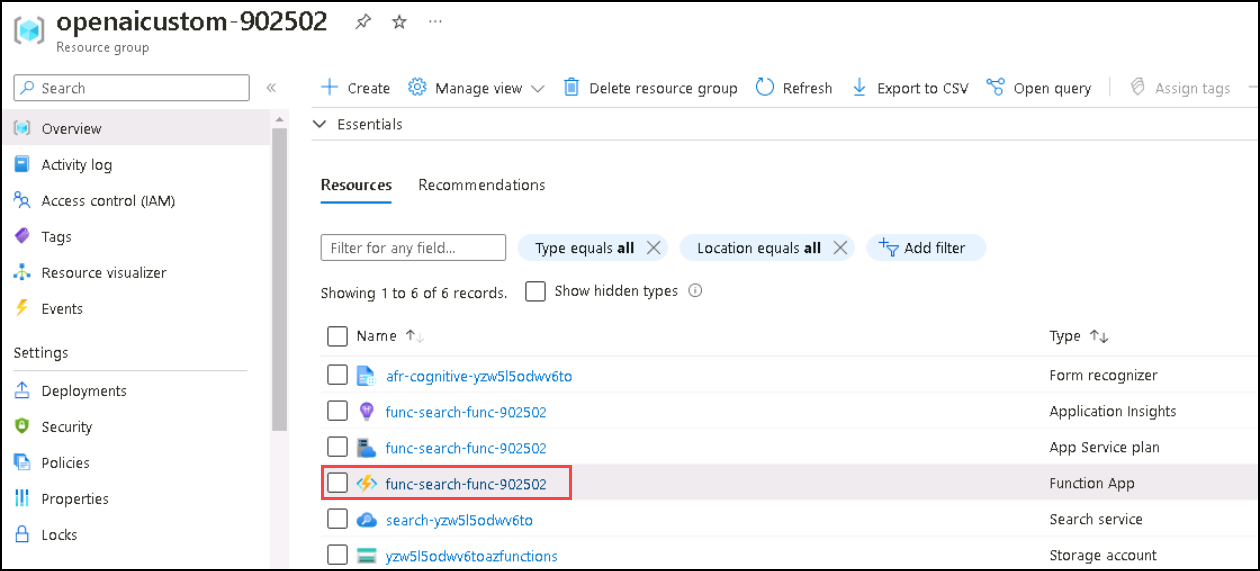 openaicustom-902502
Resource group
Search
Create Manage view Delete resource group Refresh Export to CSV Open query Assign tags
Essentials
Overview
Activity log
Access control (IAM)
Tags
Resource visualizer
Events
Settings
Deployments
Security
Policies
Properties
Locks
Resources Recommendations
Filter for any field...
Type equals all
Location equals all
Add filter
Showing 1 to 6 of 6 records.
Show hidden types
Name Type
afr-cognitive-yzw5l5odwv6to Form recognizer
func-search-func-902502 Application Insights
func-search-func-902502 App Service plan
func-search-func-902502 Function App
search-yzw5l5odwv6to Search service
yzw5l5odwv6toazfunctions Storage account